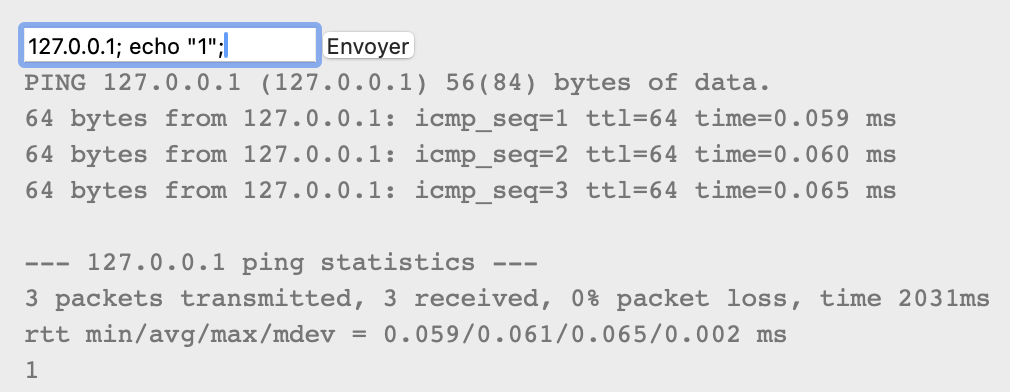 127.0.0.1; echo "1"; Envoyer
PING 127.0.0.1 (127.0.0.1) 56(84) bytes of data.
64 bytes from 127.0.0.1: icmp_seq=1 ttl=64 time=0.059 ms
64 bytes from 127.0.0.1: icmp_seq=2 ttl=64 time=0.060 ms
64 bytes from 127.0.0.1: icmp_seq=3 ttl=64 time=0.065 ms
--- 127.0.0.1 ping statistics ---
3 packets transmitted, 3 received, 0% packet loss, time 2031ms
rtt min/avg/max/mdev = 0.059/0.061/0.065/0.002 ms
1